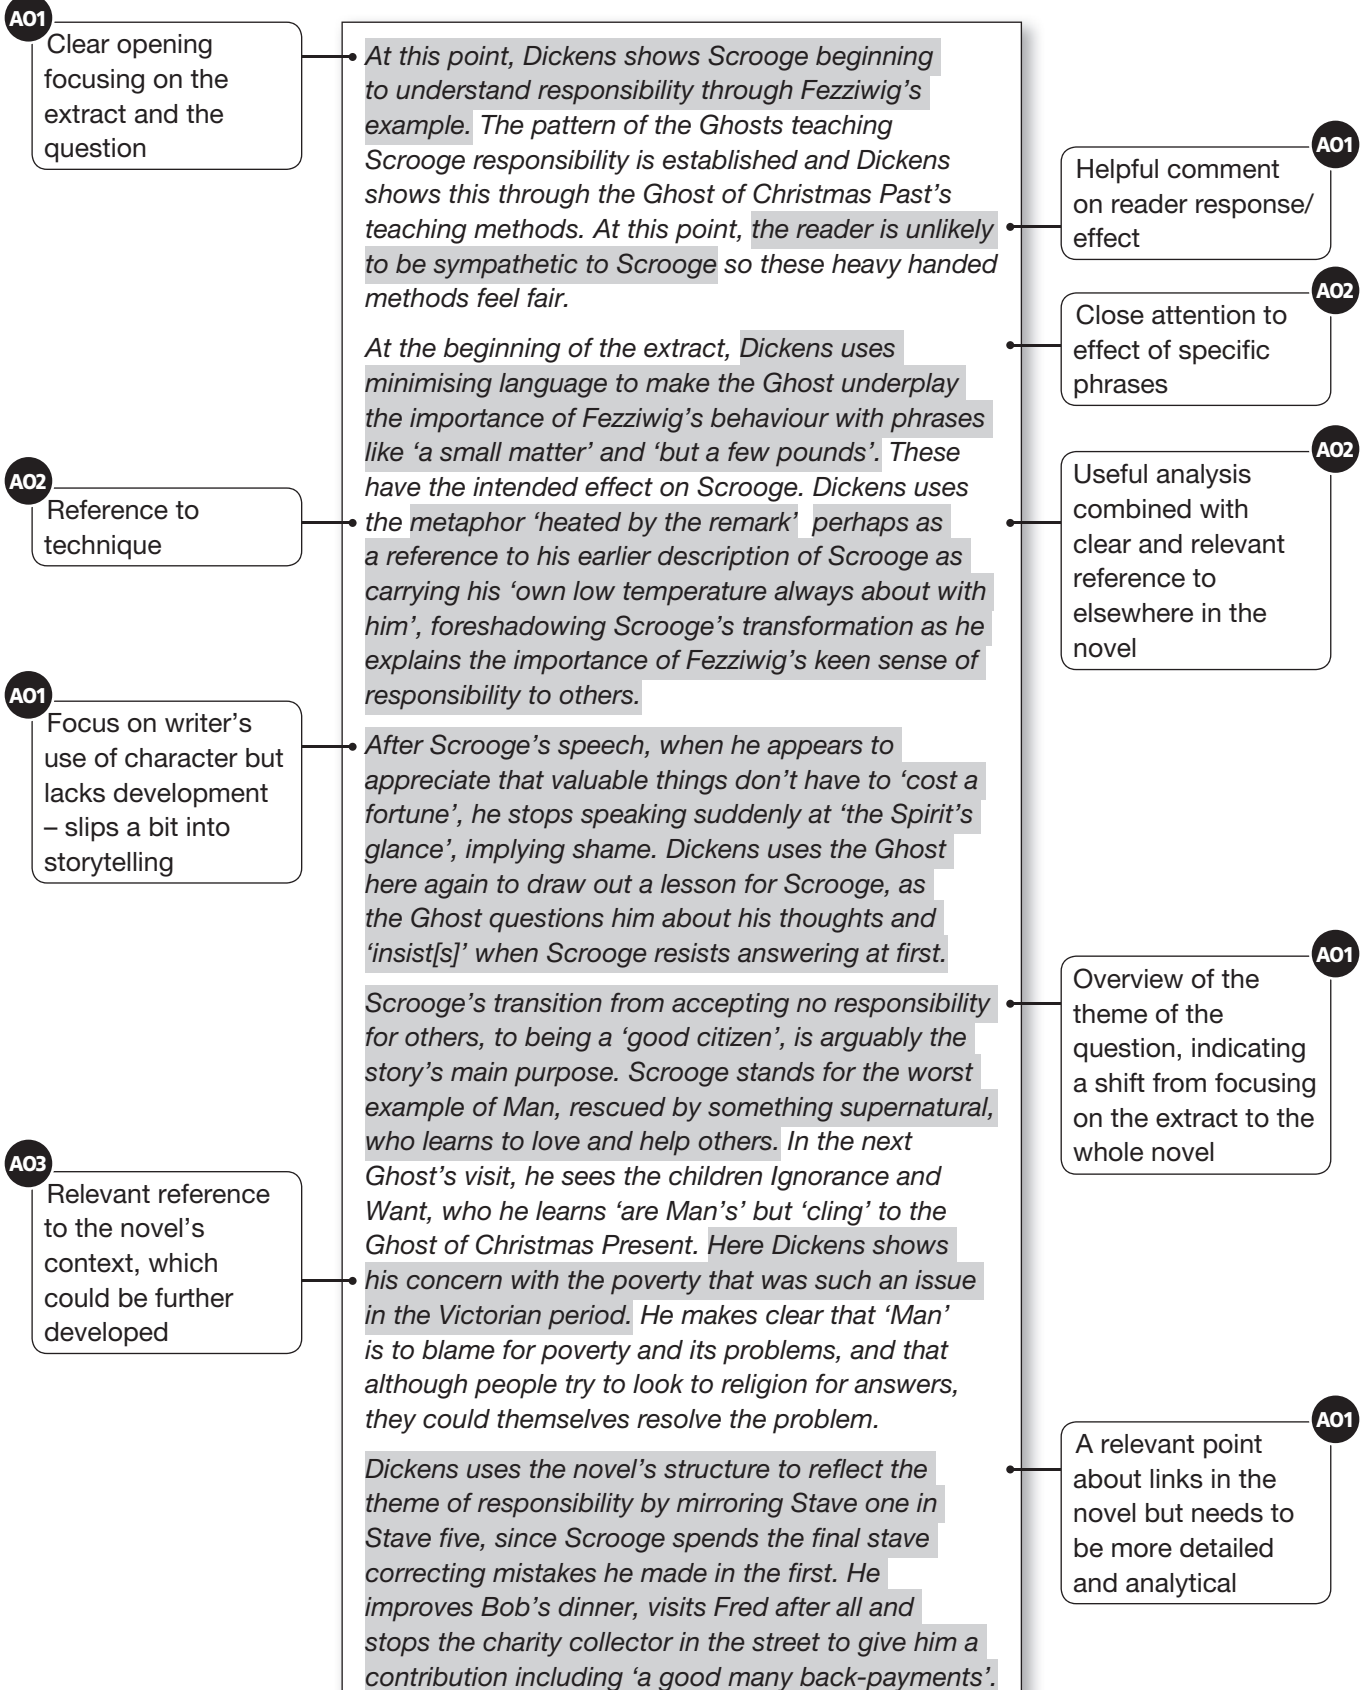 AO1
Clear opening
focusing on the
extract and the
question
At this point, Dickens shows Scrooge beginning
to understand responsibility through Fezziwig’s
example. The pattern of the Ghosts teaching
Scrooge responsibility is established and Dickens
shows this through the Ghost of Christmas Past’s
teaching methods. At this point, the reader is unlikely
to be sympathetic to Scrooge so these heavy handed
methods feel fair.
AO1
Helpful comment
on reader response/
effect
AO2
Close attention to
effect of specific
phrases
At the beginning of the extract, Dickens uses
minimising language to make the Ghost underplay
the importance of Fezziwig’s behaviour with phrases
like ‘a small matter’ and ‘but a few pounds’. These
have the intended effect on Scrooge. Dickens uses
the metaphor ‘heated by the remark’ perhaps as
a reference to his earlier description of Scrooge as
carrying his ‘own low temperature always about with
him’, foreshadowing Scrooge’s transformation as he
explains the importance of Fezziwig’s keen sense of
responsibility to others.
AO2
Reference to
technique
AO2
Useful analysis
combined with
clear and relevant
reference to
elsewhere in the
novel
AO1
Focus on writer’s
use of character but
lacks development
– slips a bit into
storytelling
After Scrooge’s speech, when he appears to
appreciate that valuable things don’t have to ‘cost a
fortune’, he stops speaking suddenly at ‘the Spirit’s
glance’, implying shame. Dickens uses the Ghost
here again to draw out a lesson for Scrooge, as
the Ghost questions him about his thoughts and
‘insist[s]’ when Scrooge resists answering at first.
AO1
Overview of the
theme of the
question, indicating
a shift from focusing
on the extract to the
whole novel
Scrooge’s transition from accepting no responsibility
for others, to being a ‘good citizen’, is arguably the
story’s main purpose. Scrooge stands for the worst
example of Man, rescued by something supernatural,
who learns to love and help others. In the next
Ghost’s visit, he sees the children Ignorance and
Want, who he learns ‘are Man’s’ but ‘cling’ to the
Ghost of Christmas Present. Here Dickens shows
his concern with the poverty that was such an issue
in the Victorian period. He makes clear that ‘Man’
is to blame for poverty and its problems, and that
although people try to look to religion for answers,
they could themselves resolve the problem.
AO3
Relevant reference
to the novel’s
context, which
could be further
developed
AO1
A relevant point
about links in the
novel but needs to
be more detailed
and analytical
Dickens uses the novel’s structure to reflect the
theme of responsibility by mirroring Stave one in
Stave five, since Scrooge spends the final stave
correcting mistakes he made in the first. He
improves Bob’s dinner, visits Fred after all and
stops the charity collector in the street to give him a
contribution including ‘a good many back-payments’.